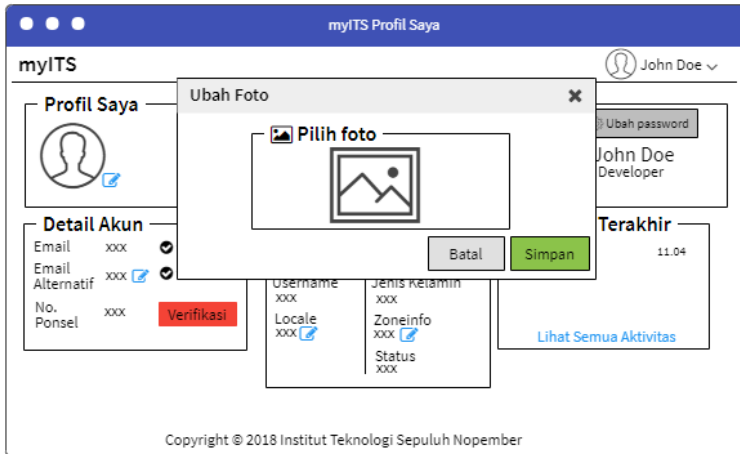 myITS Profil Saya
myITS
John Doe
Profil Saya
Ubah Foto
Pilih foto
Batal
Simpan
Ubah password
John Doe
Developer
Detail Akun
Email xxx
Email
Alternatif xxx
No.
Ponsel xxx
Verifikasi
Username
xxx
Locale
xxx
Jenis Kelamin
xxx
Zoneinfo
xxx
Status
xxx
Terakhir
11.04
Lihat Semua Aktivitas
Copyright © 2018 Institut Teknologi Sepuluh Nopember